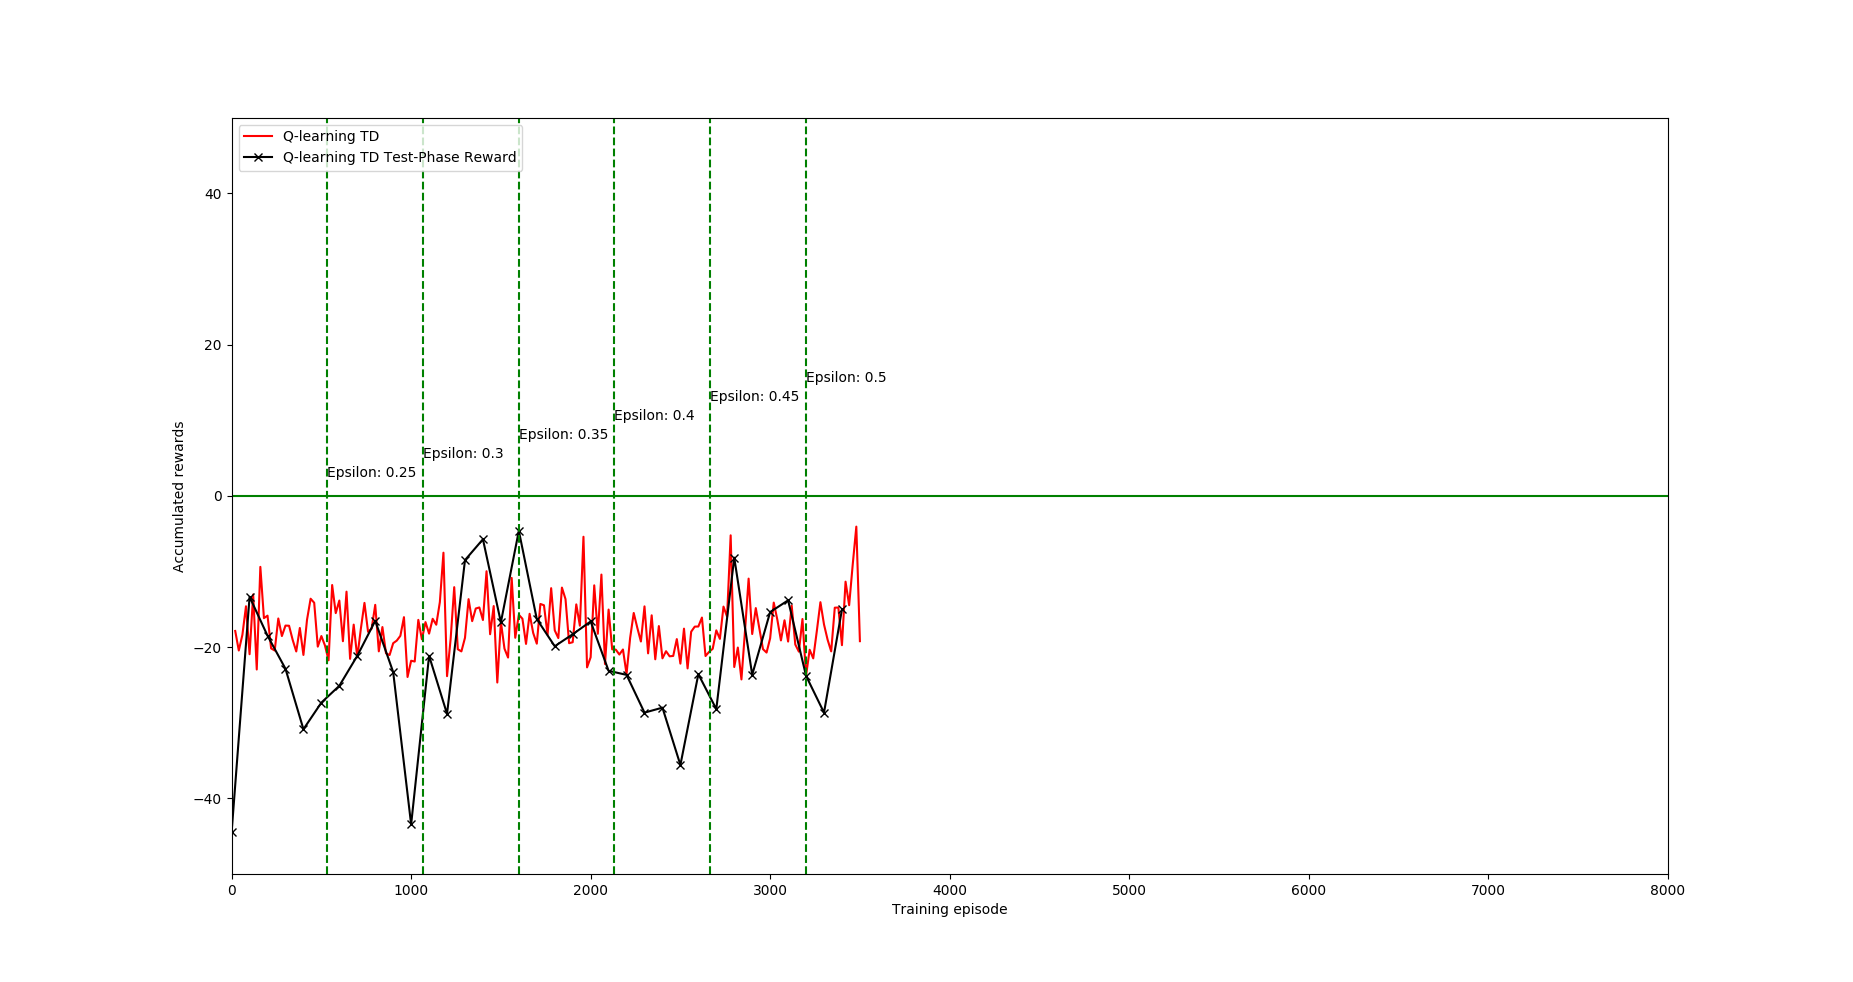 Q-learning TD
Q-learning TD Test-Phase Reward
40
20
0
−20
−40
Accumulated rewards
Epsilon: 0.25
Epsilon: 0.3
Epsilon: 0.35
Epsilon: 0.4
Epsilon: 0.45
Epsilon: 0.5
0 1000 2000 3000 4000 5000 6000 7000 8000
Training episode